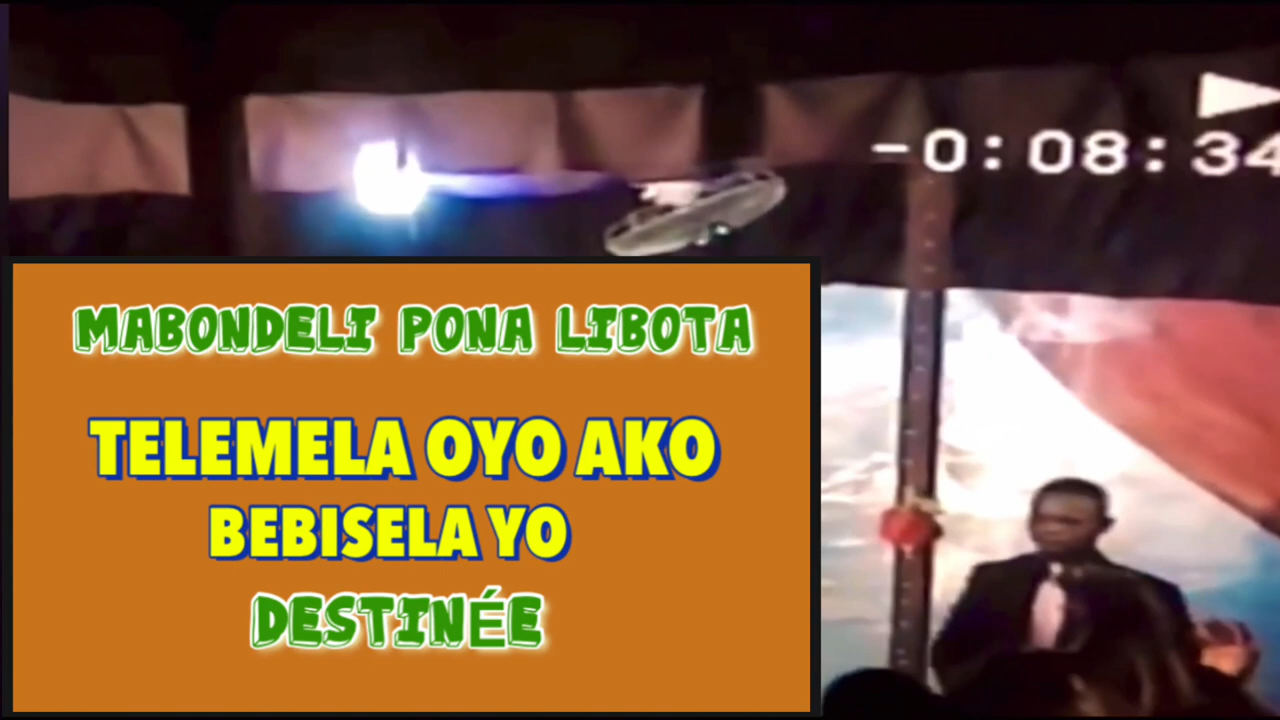 -0:08:34
MABONDELI PONA LIBOTA
TELEMELA OYO AKO
BEBISELA YO
DESTINÉE